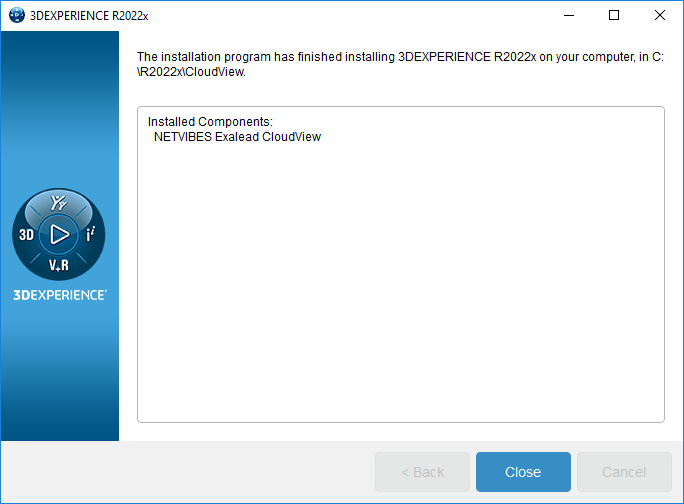 3DEXPERIENCE R2022x
The installation program has finished installing 3DEXPERIENCE R2022x on your computer, in C:
\R2022x\CloudView.
Installed Components:
NETVIBES Exalead CloudView
3D
i²
V+R
3DEXPERIENCE
< Back
Close
Cancel